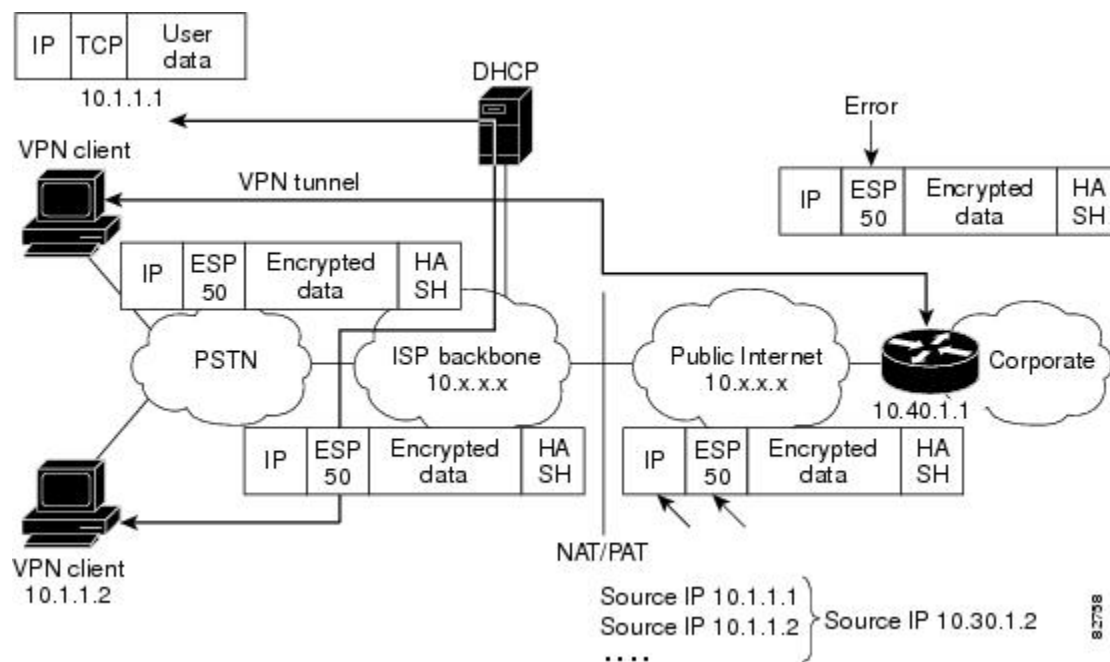 IP TCP User data
10.1.1.1
DHCP
Error
VPN client
VPN tunnel
IP ESP 50 Encrypted data HA SH
IP ESP 50 Encrypted data HA SH
PSTN
ISP backbone
10.x.x.x
Public Internet
10.x.x.x
Corporate
10.40.1.1
IP ESP 50 Encrypted data HA SH
IP ESP 50 Encrypted data HA SH
NAT/PAT
VPN client
10.1.1.2
Source IP 10.1.1.1
Source IP 10.1.1.2
....
Source IP 10.30.1.2
82758